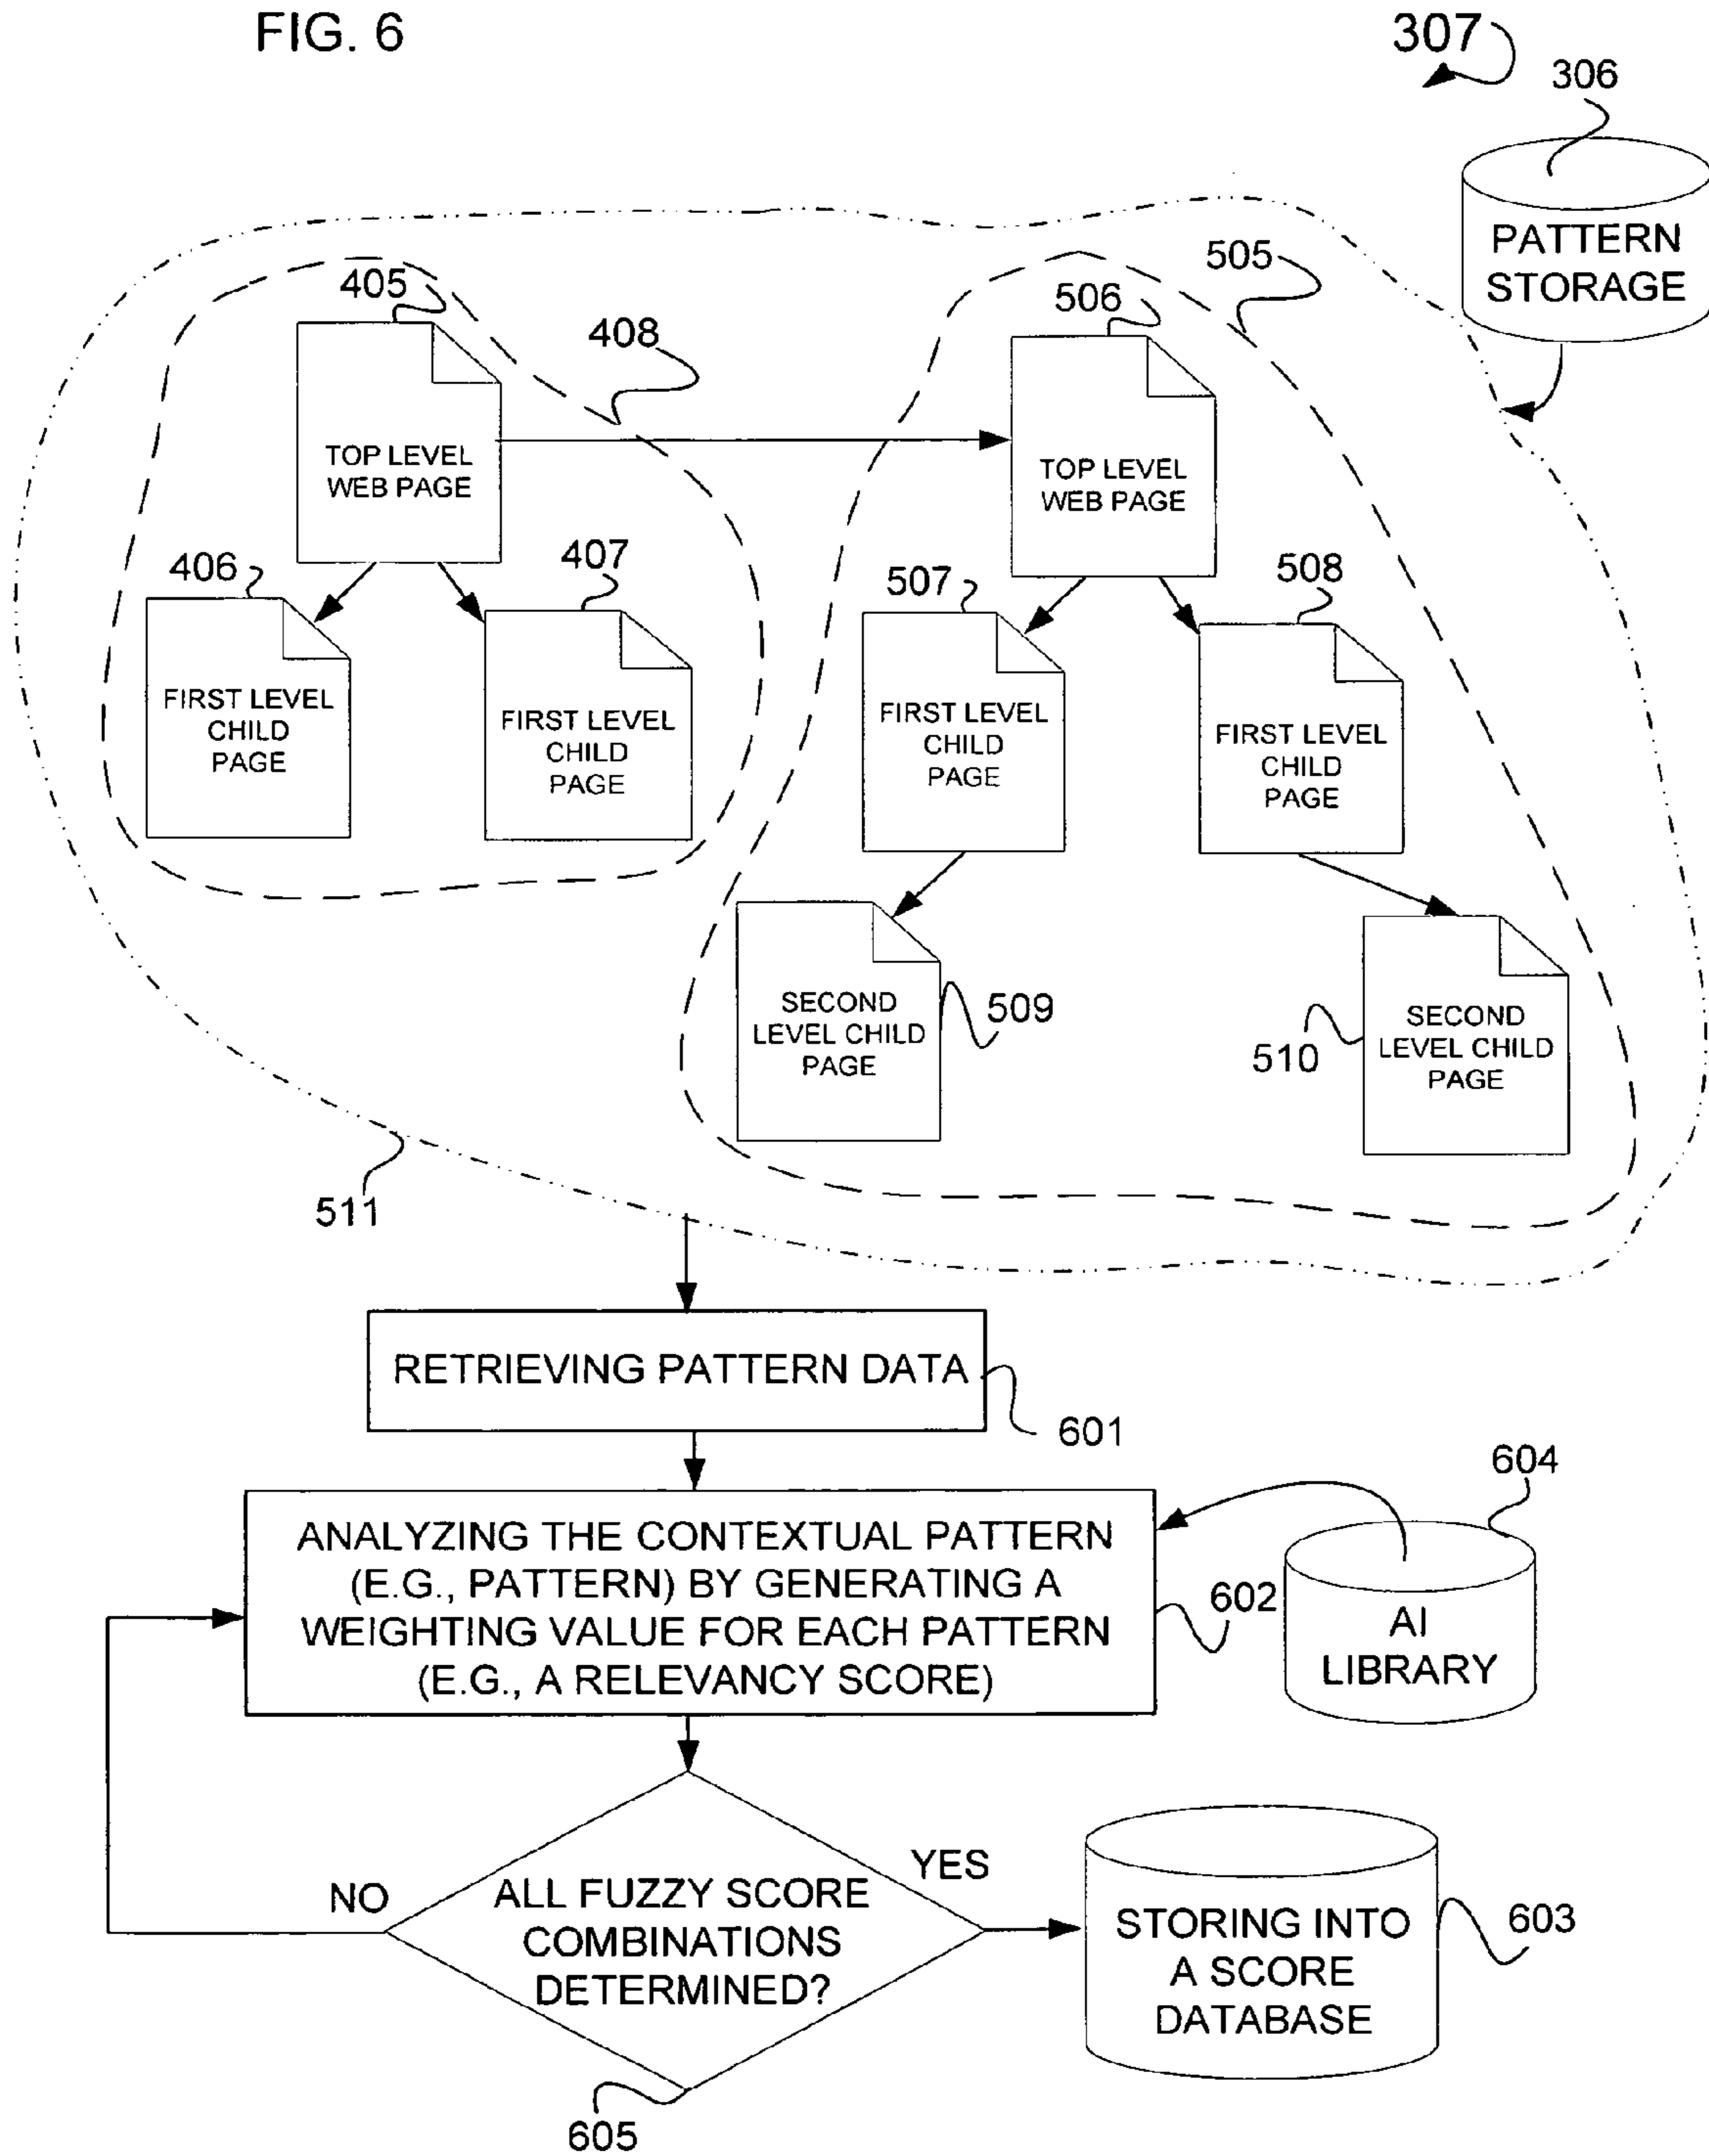 FIG. 6
307
306
PATTERN
STORAGE
405
408
506
505
TOP LEVEL
WEB PAGE
TOP LEVEL
WEB PAGE
406
407
507
508
FIRST LEVEL
CHILD
PAGE
FIRST LEVEL
CHILD
PAGE
FIRST LEVEL
CHILD
PAGE
FIRST LEVEL
CHILD
PAGE
SECOND
LEVEL CHILD
PAGE
509
510
SECOND
LEVEL CHILD
PAGE
511
RETRIEVING PATTERN DATA
601
ANALYZING THE CONTEXTUAL PATTERN
(E.G., PATTERN) BY GENERATING A
WEIGHTING VALUE FOR EACH PATTERN
(E.G., A RELEVANCY SCORE)
602
604
AI
LIBRARY
NO
YES
ALL FUZZY SCORE
COMBINATIONS
DETERMINED?
605
STORING INTO
A SCORE
DATABASE
603